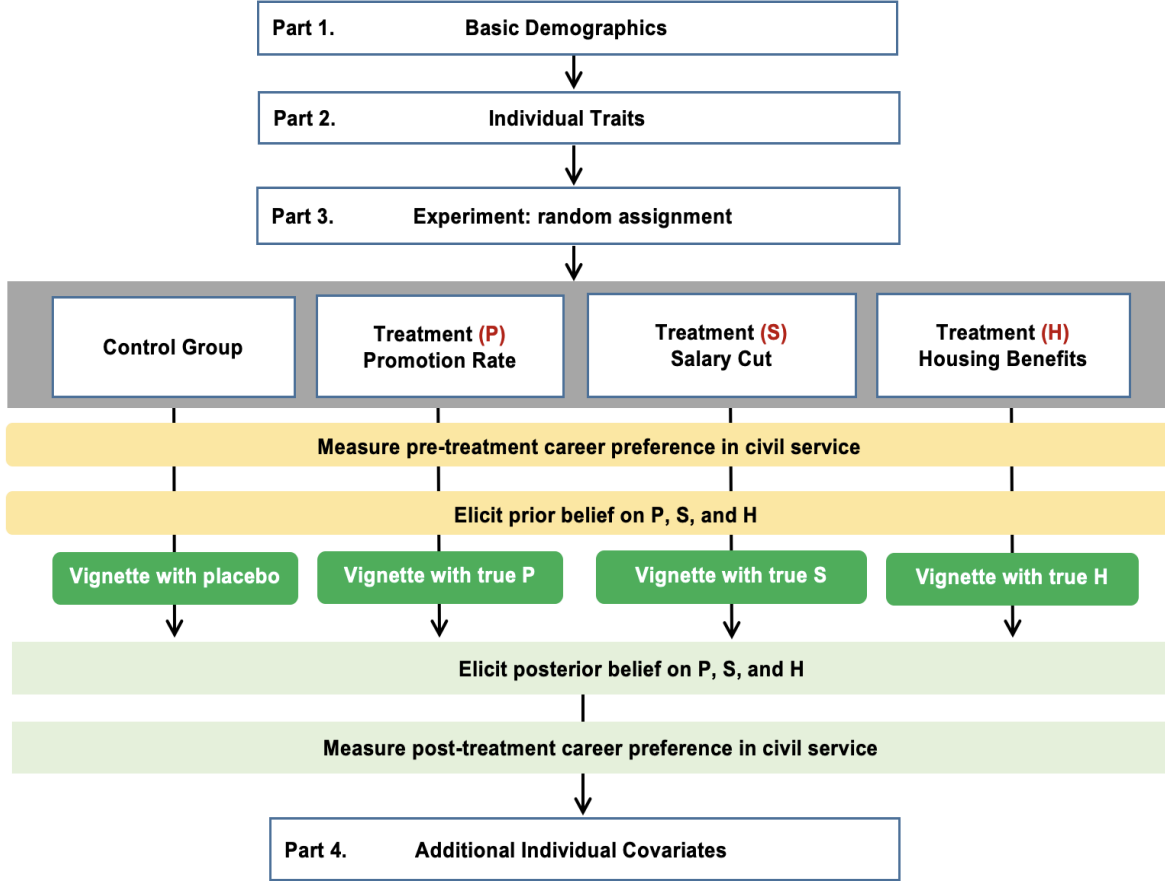 Part 1. Basic Demographics
Part 2. Individual Traits
Part 3. Experiment: random assignment
Control Group
Treatment (P)
Promotion Rate
Treatment (S)
Salary Cut
Treatment (H)
Housing Benefits
Measure pre-treatment career preference in civil service
Elicit prior belief on P, S, and H
Vignette with placebo
Vignette with true P
Vignette with true S
Vignette with true H
Elicit posterior belief on P, S, and H
Measure post-treatment career preference in civil service
Part 4. Additional Individual Covariates